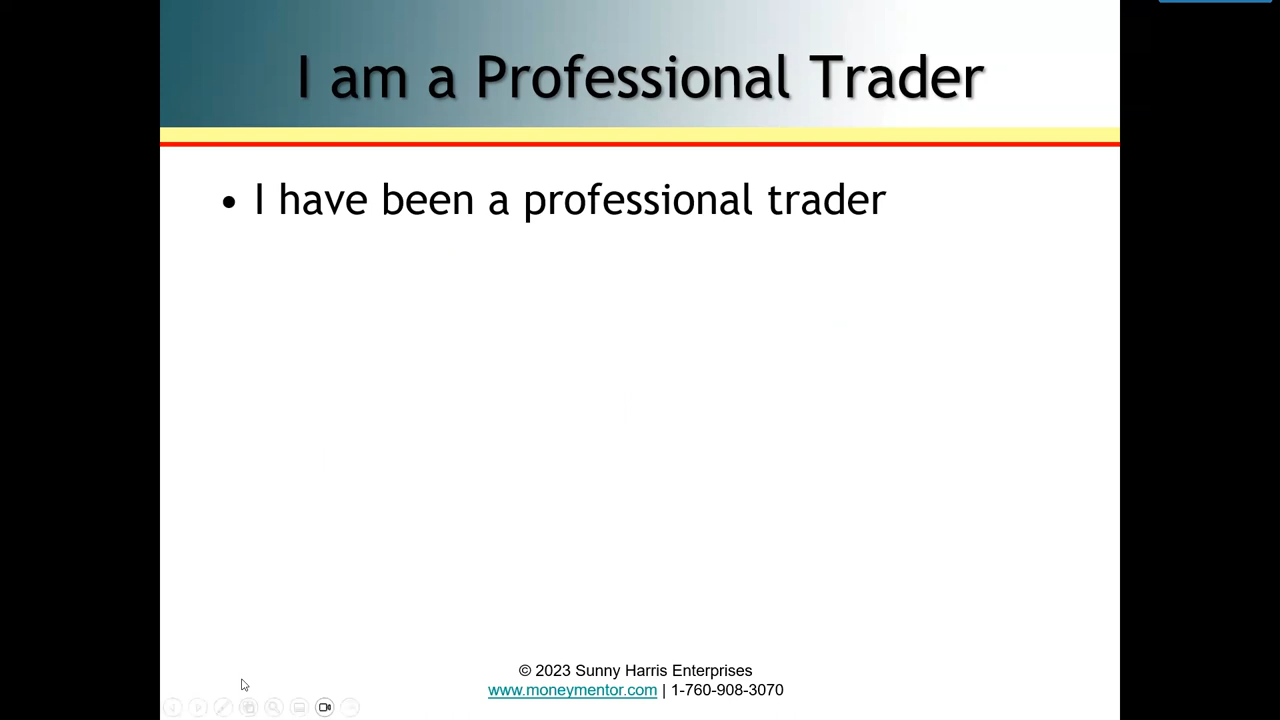 I am a Professional Trader
• I have been a professional trader
© 2023 Sunny Harris Enterprises
www.moneymentor.com | 1-760-908-3070